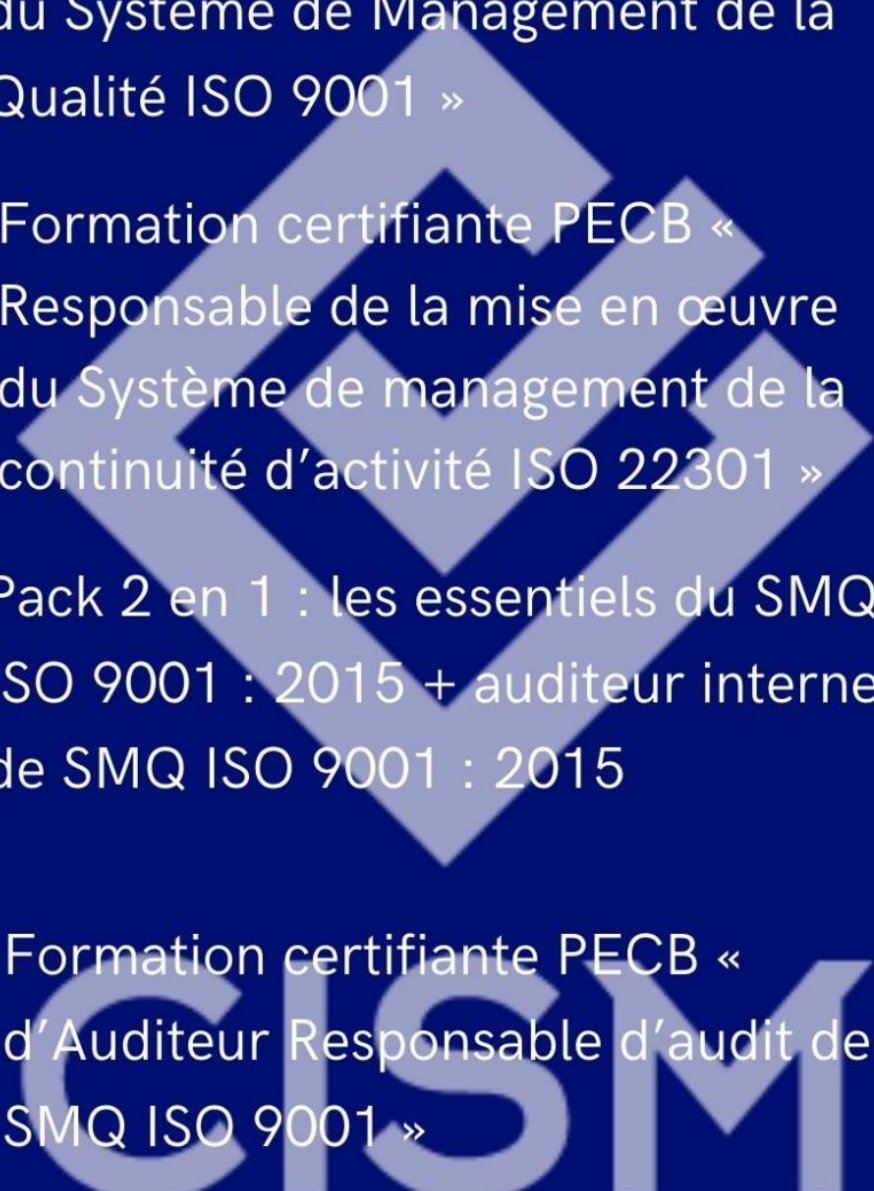 du Système de Management de la
Qualité ISO 9001 »
Formation certifiante PECB «
Responsable de la mise en œuvre
du Système de management de la
continuité d’activité ISO 22301 »
Pack 2 en 1 : les essentiels du SMQ
ISO 9001 : 2015 + auditeur interne
de SMQ ISO 9001 : 2015
Formation certifiante PECB «
d’Auditeur Responsable d’audit de
SMQ ISO 9001 »
CISM